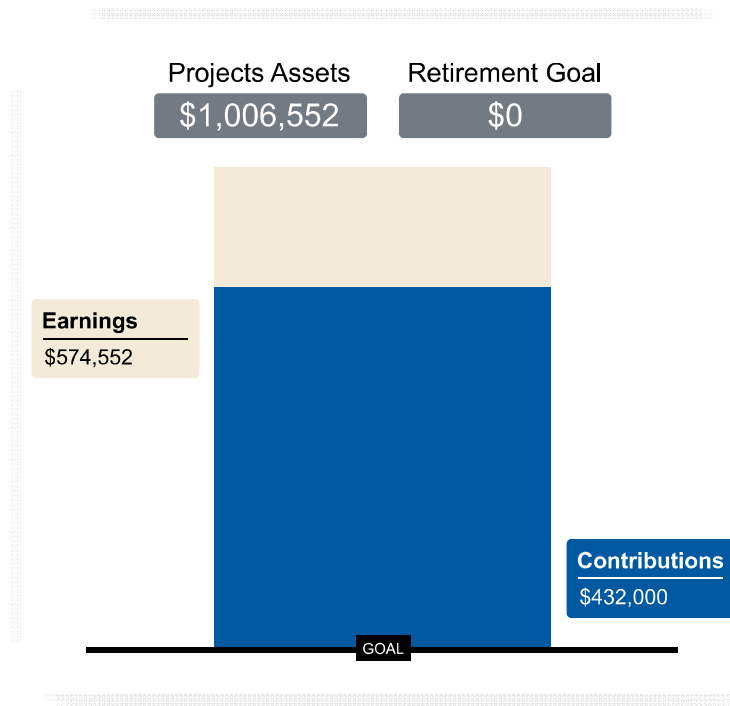 Projects Assets
Retirement Goal
$1,006,552
$0
Earnings
$574,552
Contributions
$432,000
GOAL